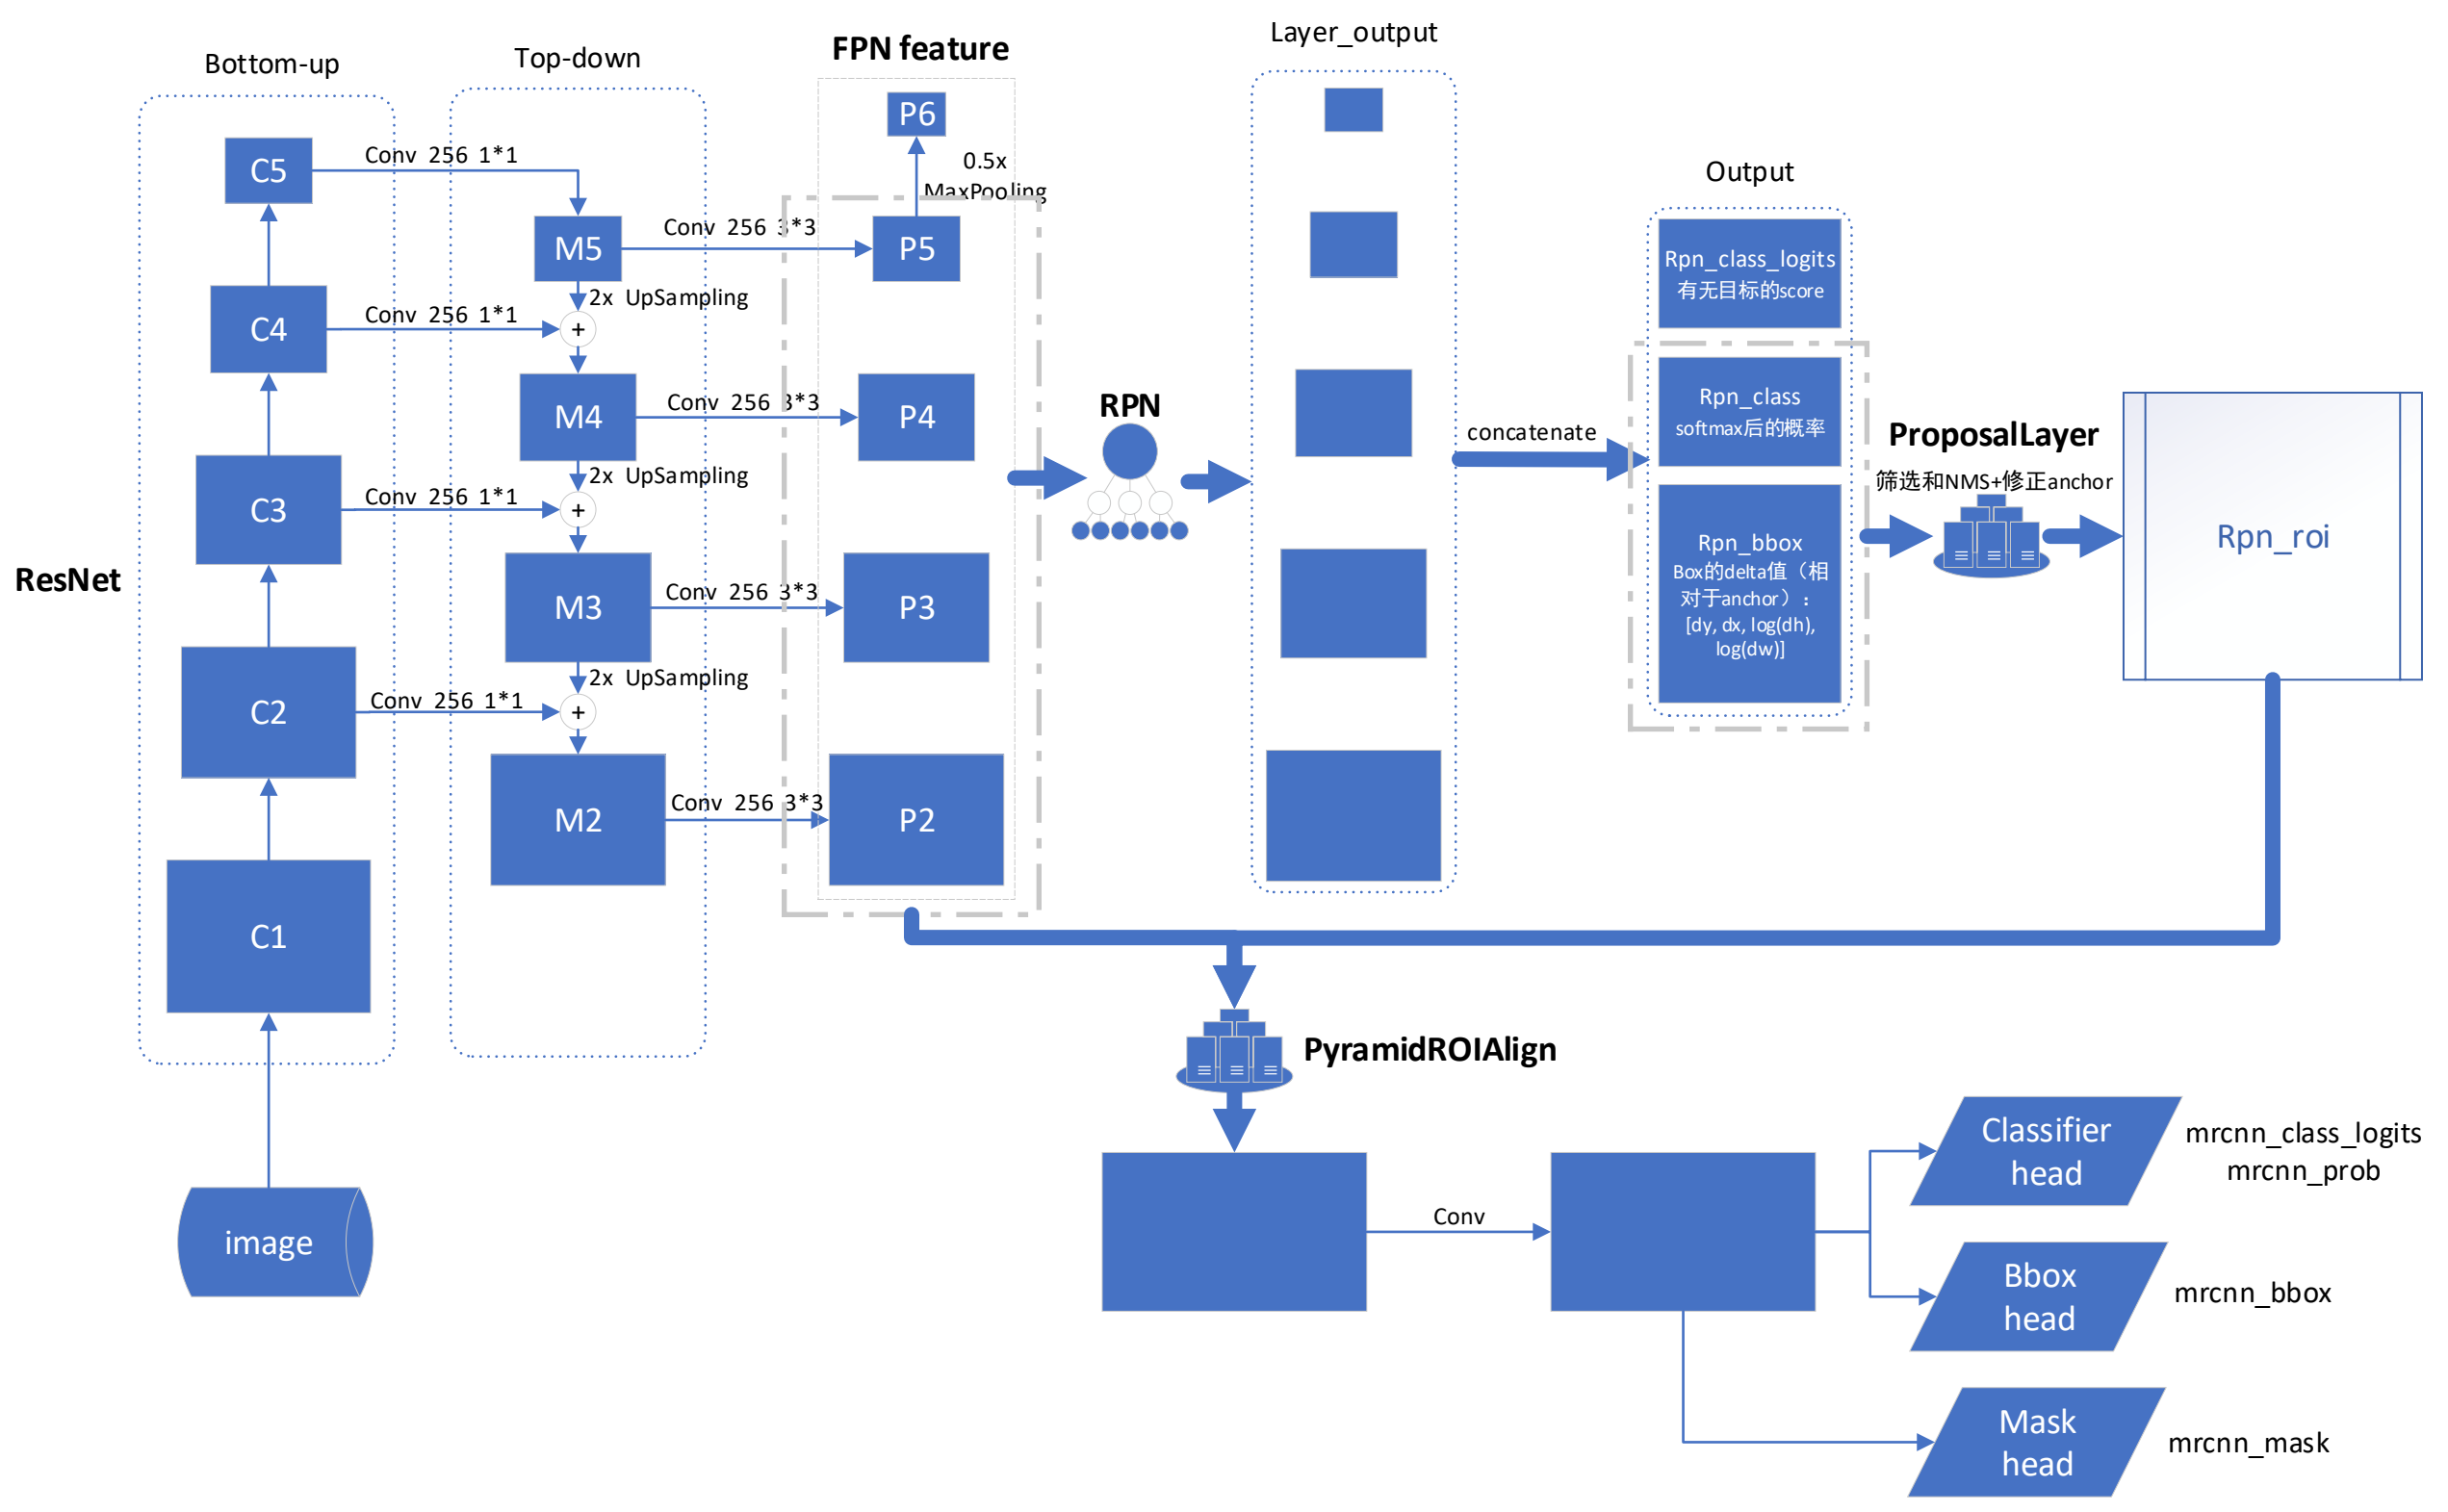 Bottom-up
Top-down
FPN feature
Layer_output
Output
ResNet
C5
C4
C3
C2
C1
image
Conv 256 1*1
Conv 256 1*1
Conv 256 1*1
Conv 256 1*1
M5
2x UpSampling
+
M4
2x UpSampling
+
M3
2x UpSampling
+
M2
Conv 256 3*3
Conv 256 3*3
Conv 256 3*3
Conv 256 3*3
P6
0.5x
MaxPooling
P5
P4
P3
P2
RPN
concatenate
Rpn_class_logits
有无目标的score
Rpn_class
softmax后的概率
Rpn_bbox
Box的delta值（相
对于anchor）：
[dy, dx, log(dh),
log(dw)]
ProposalLayer
筛选和NMS+修正anchor
Rpn_roi
PyramidROIAlign
Conv
Classifier
head
mrcnn_class_logits
mrcnn_prob
Bbox
head
mrcnn_bbox
Mask
head
mrcnn_mask